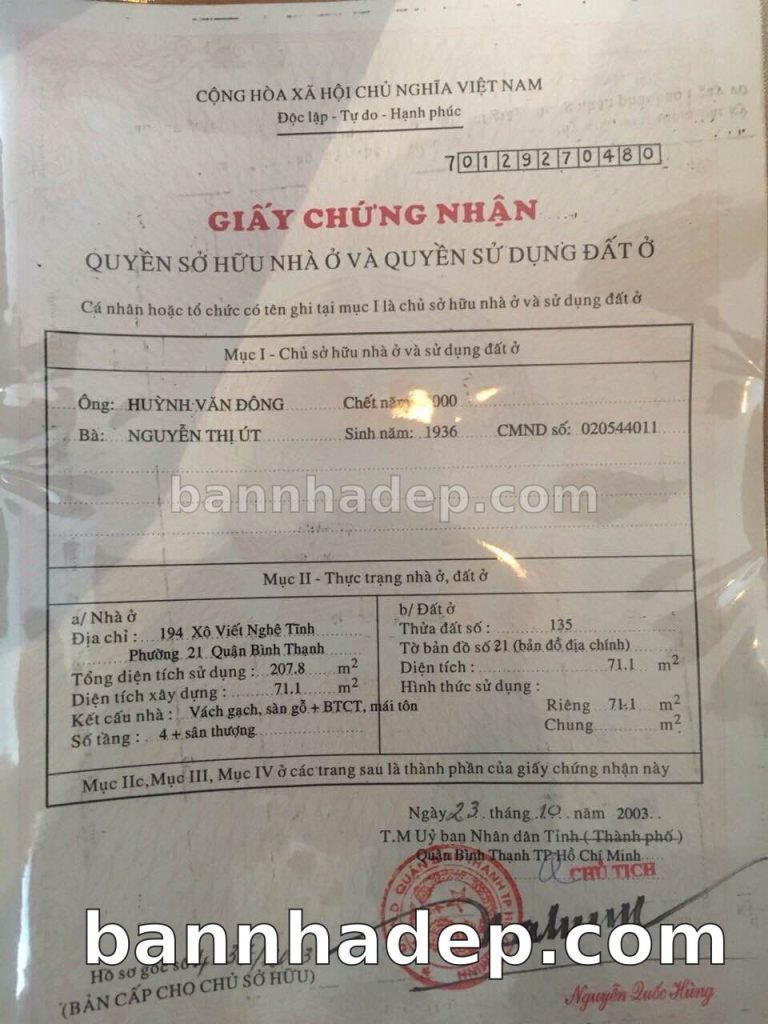 CỘNG HÒA XÃ HỘI CHỦ NGHĨA VIỆT NAM
Độc lập - Tự do - Hạnh phúc
701292704 80
GIẤY CHỨNG NHẬN
QUYỀN SỞ HỮU NHÀ Ở VÀ QUYỀN SỬ DỤNG ĐẤT Ở
Cá nhân hoặc tổ chức có tên ghi tại mục I là chủ sở hữu nhà ở và sử dụng đất ở
Mục I - Chủ sở hữu nhà ở và sử dụng đất ở
Ông: HUỲNH VĂN ĐÔNG Chết năm 000
Bà: NGUYỄN THỊ ÚT Sinh năm: 1936 CMND số: 020544011
bannhadep.com
Mục II - Thực trạng nhà ở, đất ở
a/ Nhà ở
Địa chỉ : 194 Xô Viết Nghệ Tĩnh
Phường 21 Quận Bình Thạnh
Tổng diện tích sử dụng : 207.8 m2
Diện tích xây dựng : 71.1 m2
Kết cấu nhà : Vách gạch, sàn gỗ + BTCT, mái tôn
Số tầng : 4 + sân thượng
b/ Đất ở
Thửa đất số : 135
Tờ bản đồ số 21 (bản đồ địa chính)
Diện tích : 71.1 m2
Hình thức sử dụng :
Riêng 71.1 m2
Chung m2
Mục IIc, Mục III, Mục IV ở các trang sau là thành phần của giấy chứng nhận này
Ngày 23 tháng 10 năm 2003
T.M Uỷ ban Nhân dân Tỉnh ( Thành phố )
Quận Bình Thạnh TP Hồ Chí Minh
CHỦ TỊCH
bannhadep.com
Hồ sơ gốc số
(BẢN CẤP CHO CHỦ SỞ HỮU)
Nguyễn Quốc Hùng